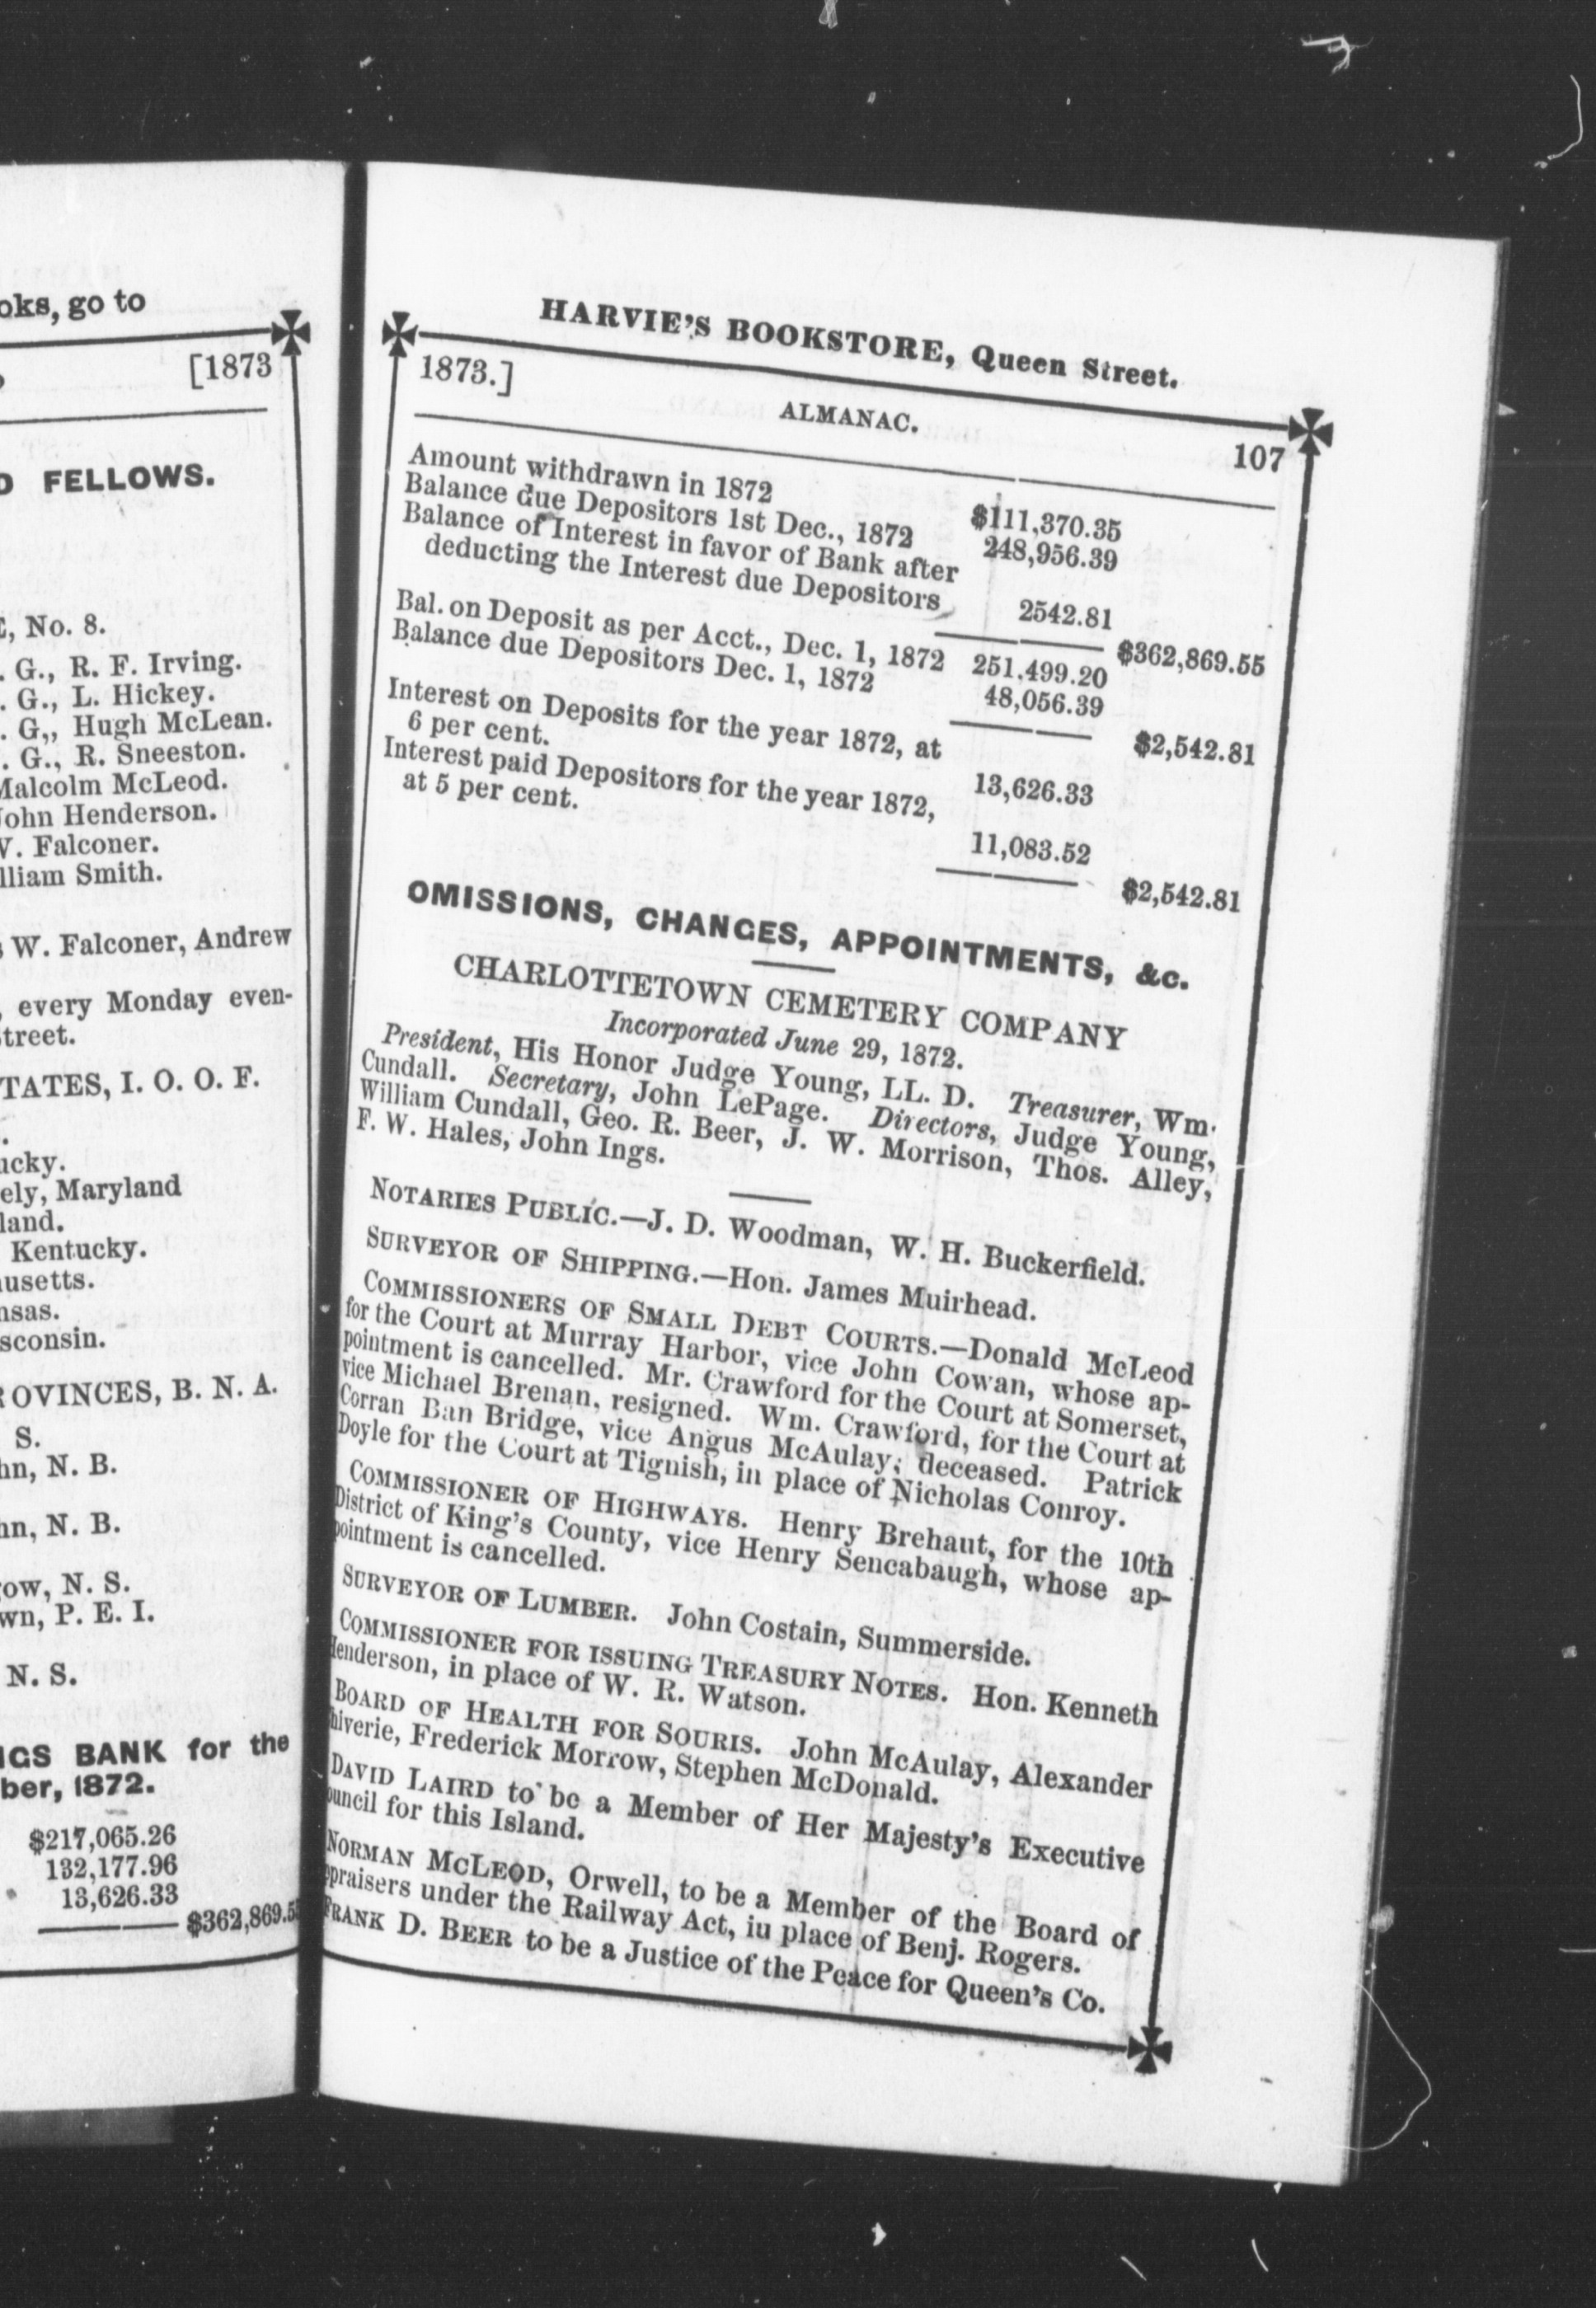 oks, go to
[1873
FELLOWS.
No. 8.
G., R. F. Irving.
G., L. Hickey.
G,, Hugh McLean.
G., R. Sneeston.
Malcolm McLeod.
John Henderson.
W. Falconer.
lliam Smith.
W. Falconer, Andrew
, every Monday even-
treet.
TATES, I. O. O. F.
ucky.
ely, Maryland
land.
Kentucky.
usetts.
nsas.
sconsin.
ROVINCES, B. N. A.
S.
hn, N. B.
hn, N. B.
ow, N. S.
wn, P. E. I.
N. S.
NGS BANK for the
ber, 1872.
$217,065.26
132,177.96
13,626.33
$362,869.55
HARVIE'S BOOKSTORE, Queen Street.
1873.] ALMANAC. 107
Amount withdrawn in 1872 $111,370.35
Balance due Depositors 1st Dec., 1872 248,956.39
Balance of Interest in favor of Bank after
deducting the Interest due Depositors 2542.81
$362,869.55
Bal. on Deposit as per Acct., Dec. 1, 1872 251,499.20
Balance due Depositors Dec. 1, 1872 48,056.39
$2,542.81
Interest on Deposits for the year 1872, at
6 per cent. 13,626.33
Interest paid Depositors for the year 1872,
at 5 per cent. 11,083.52
$2,542.81
OMISSIONS, CHANGES, APPOINTMENTS, &c.
CHARLOTTETOWN CEMETERY COMPANY
Incorporated June 29, 1872.
President, His Honor Judge Young, LL. D. Treasurer, Wm.
Cundall. Secretary, John LePage. Directors, Judge Young,
William Cundall, Geo. R. Beer, J. W. Morrison, Thos. Alley,
F. W. Hales, John Ings.
NOTARIES PUBLIC.—J. D. Woodman, W. H. Buckerfield.
SURVEYOR OF SHIPPING.—Hon. James Muirhead.
COMMISSIONERS OF SMALL DEBT COURTS.—Donald McLeod
for the Court at Murray Harbor, vice John Cowan, whose ap-
pointment is cancelled. Mr. Crawford for the Court at Somerset,
vice Michael Brenan, resigned. Wm. Crawford, for the Court at
Corran Ban Bridge, vice Angus McAulay, deceased. Patrick
Doyle for the Court at Tignish, in place of Nicholas Conroy.
COMMISSIONER OF HIGHWAYS. Henry Brehaut, for the 10th
District of King's County, vice Henry Sencabaugh, whose ap-
pointment is cancelled.
SURVEYOR OF LUMBER. John Costain, Summerside.
COMMISSIONER FOR ISSUING TREASURY NOTES. Hon. Kenneth
Henderson, in place of W. R. Watson.
BOARD OF HEALTH FOR SOURIS. John McAulay, Alexander
hiverie, Frederick Morrow, Stephen McDonald.
DAVID LAIRD to be a Member of Her Majesty's Executive
ouncil for this Island.
NORMAN MCLEOD, Orwell, to be a Member of the Board of
ppraisers under the Railway Act, iu place of Benj. Rogers.
FRANK D. BEER to be a Justice of the Peace for Queen's Co.